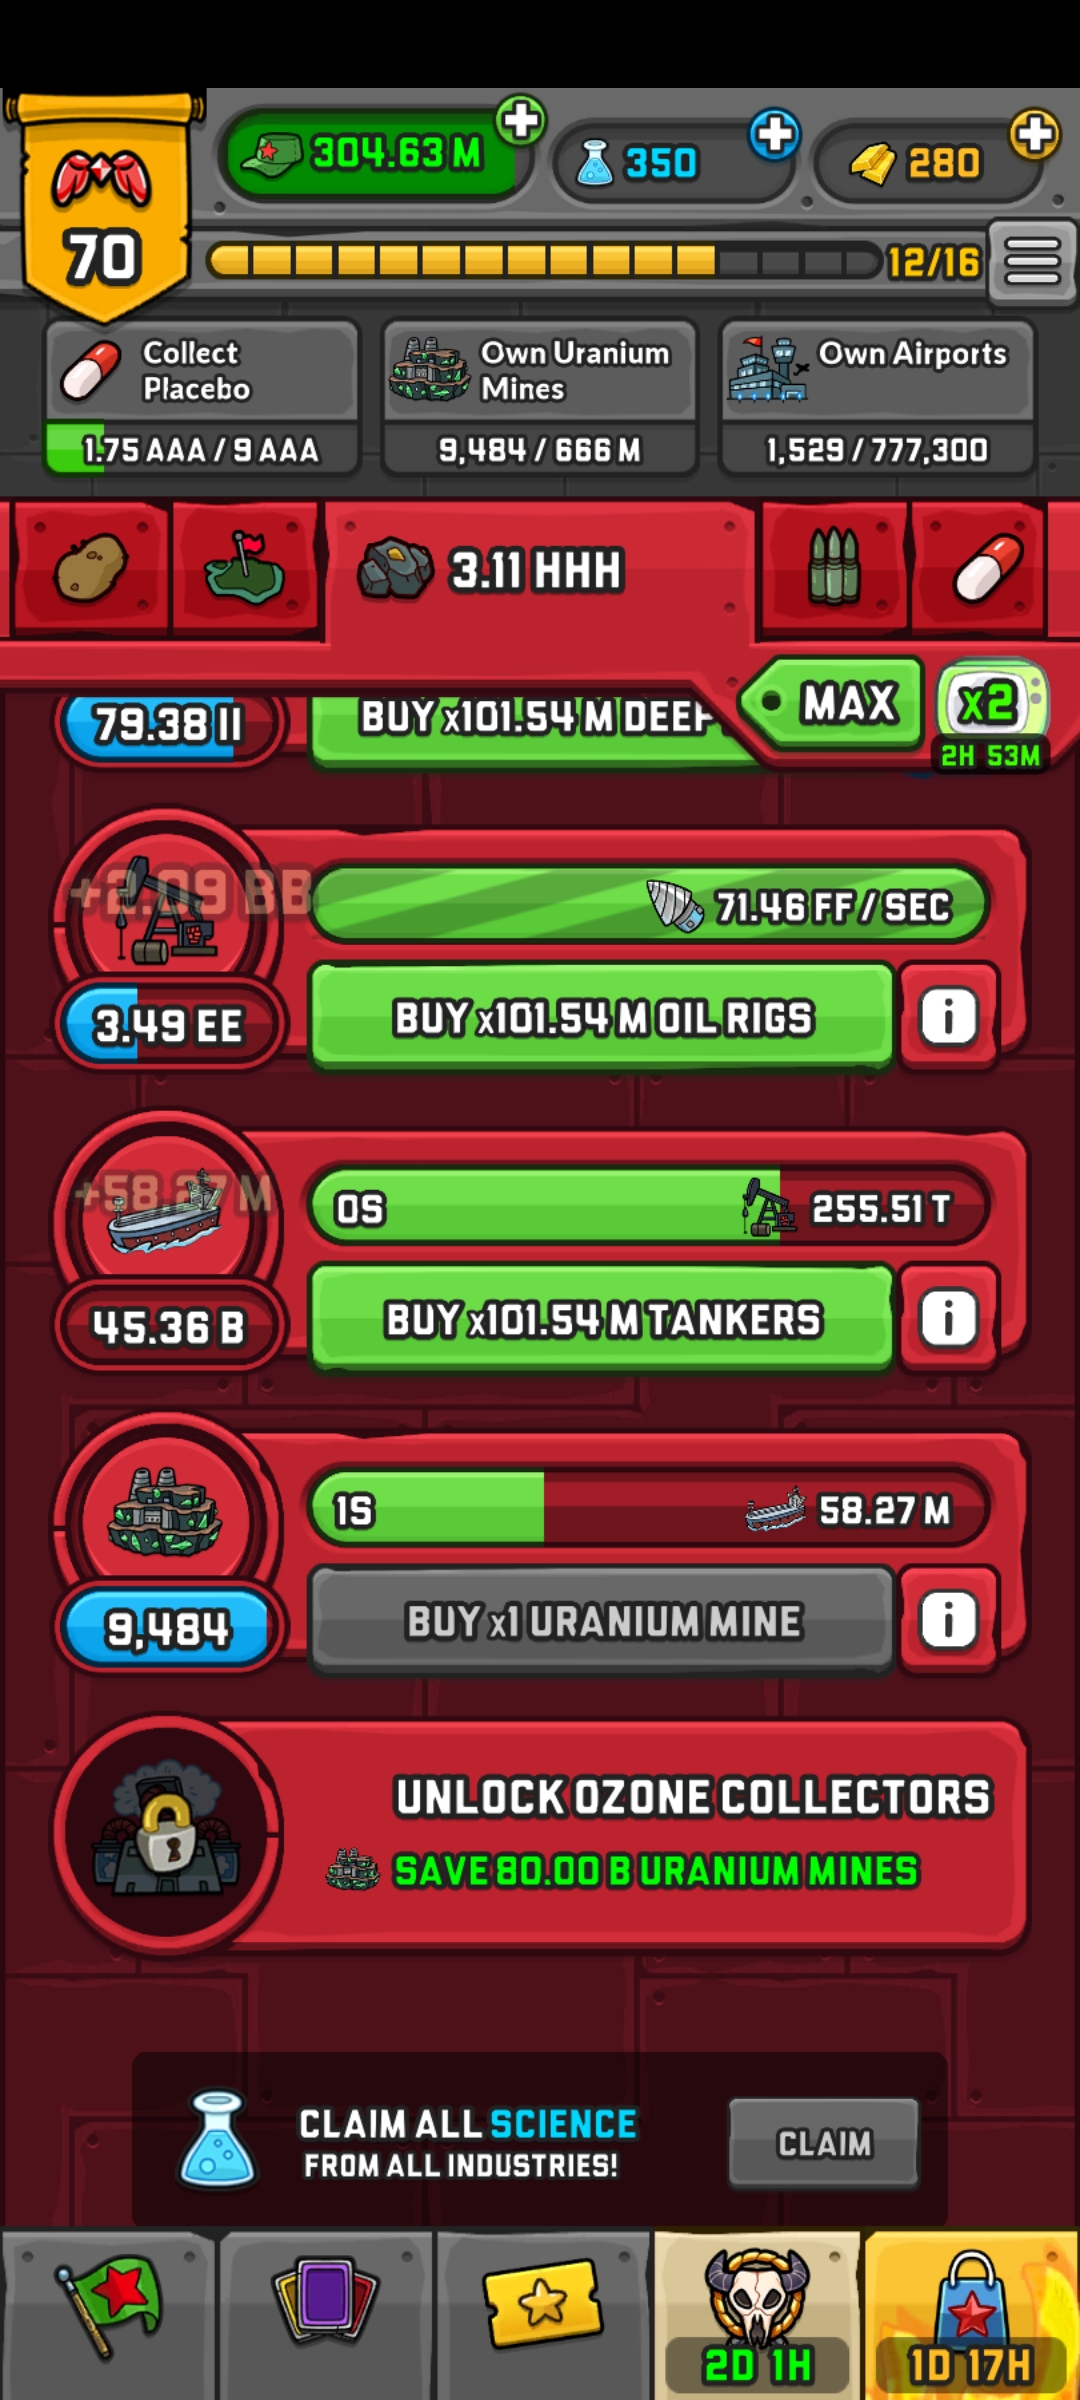 304.63 M
350
280
70
12/16
Collect
Placebo
Own Uranium
Mines
Own Airports
1.75 AAA / 9 AAA
9,484 / 666 M
1,529 / 777,300
3.11 HHH
MAX
x2
2H 53M
79.38 II
BUY x101.54 M DEEP
+2.09 BB
71.46 FF / SEC
3.49 EE
BUY x101.54 M OIL RIGS
i
+58.27 M
0S
255.51 T
45.36 B
BUY x101.54 M TANKERS
i
1S
58.27 M
9,484
BUY x1 URANIUM MINE
i
UNLOCK OZONE COLLECTORS
SAVE 80.00 B URANIUM MINES
CLAIM ALL SCIENCE
FROM ALL INDUSTRIES!
CLAIM
2D 1H
1D 17H